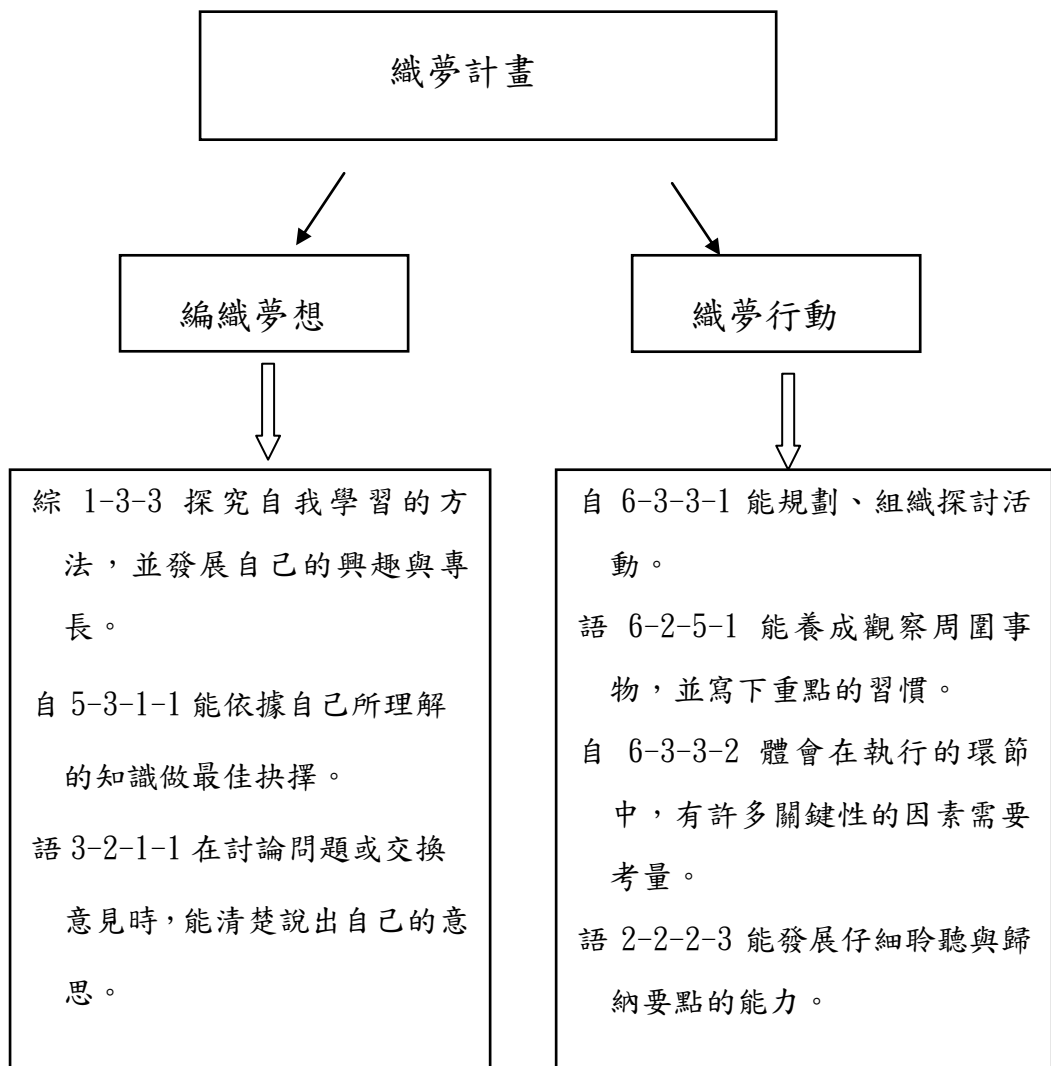 織夢計畫
編織夢想
織夢行動
綜 1-3-3 探究自我學習的方
法，並發展自己的興趣與專
長。
自 5-3-1-1 能依據自己所理解
的知識做最佳抉擇。
語 3-2-1-1 在討論問題或交換
意見時，能清楚說出自己的意
思。
自 6-3-3-1 能規劃、組織探討活
動。
語 6-2-5-1 能養成觀察周圍事
物，並寫下重點的習慣。
自 6-3-3-2 體會在執行的環節
中，有許多關鍵性的因素需要
考量。
語 2-2-2-3 能發展仔細聆聽與歸
納要點的能力。